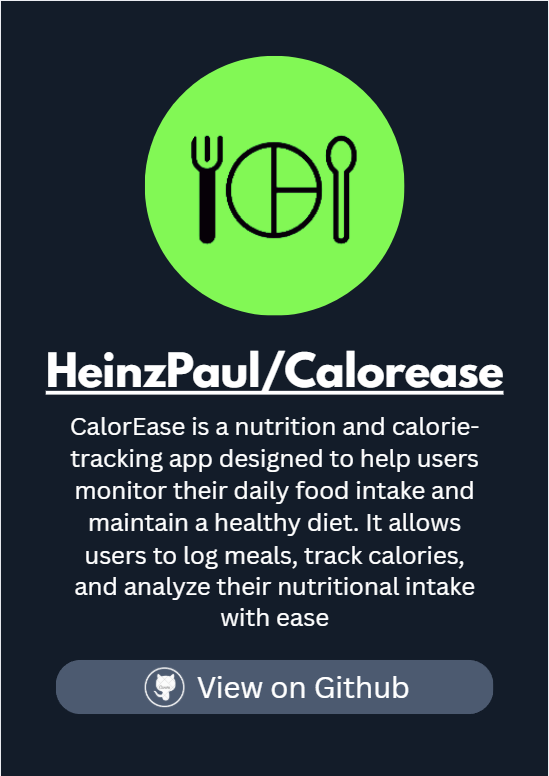 HeinzPaul/Calorease
CalorEase is a nutrition and calorie-
tracking app designed to help users
monitor their daily food intake and
maintain a healthy diet. It allows
users to log meals, track calories,
and analyze their nutritional intake
with ease
View on Github